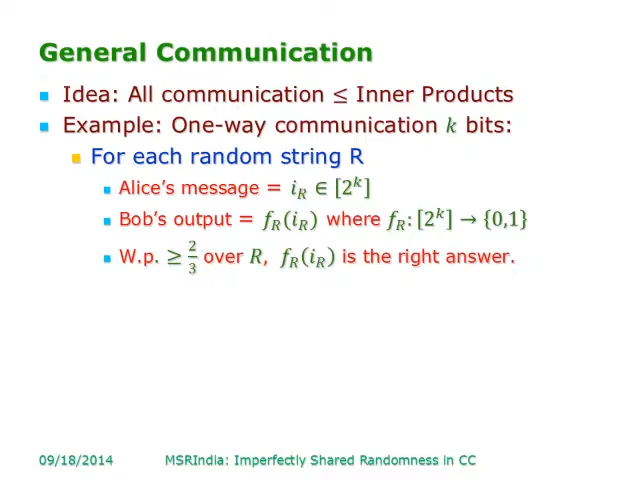 General Communication
Idea: All communication ≤ Inner Products
Example: One-way communication k bits:
For each random string R
Alice's message = i_R ∈ [2^k]
Bob's output = f_R(i_R) where f_R: [2^k] → {0,1}
W.p. ≥ 2/3 over R, f_R(i_R) is the right answer.
09/18/2014 MSRIndia: Imperfectly Shared Randomness in CC